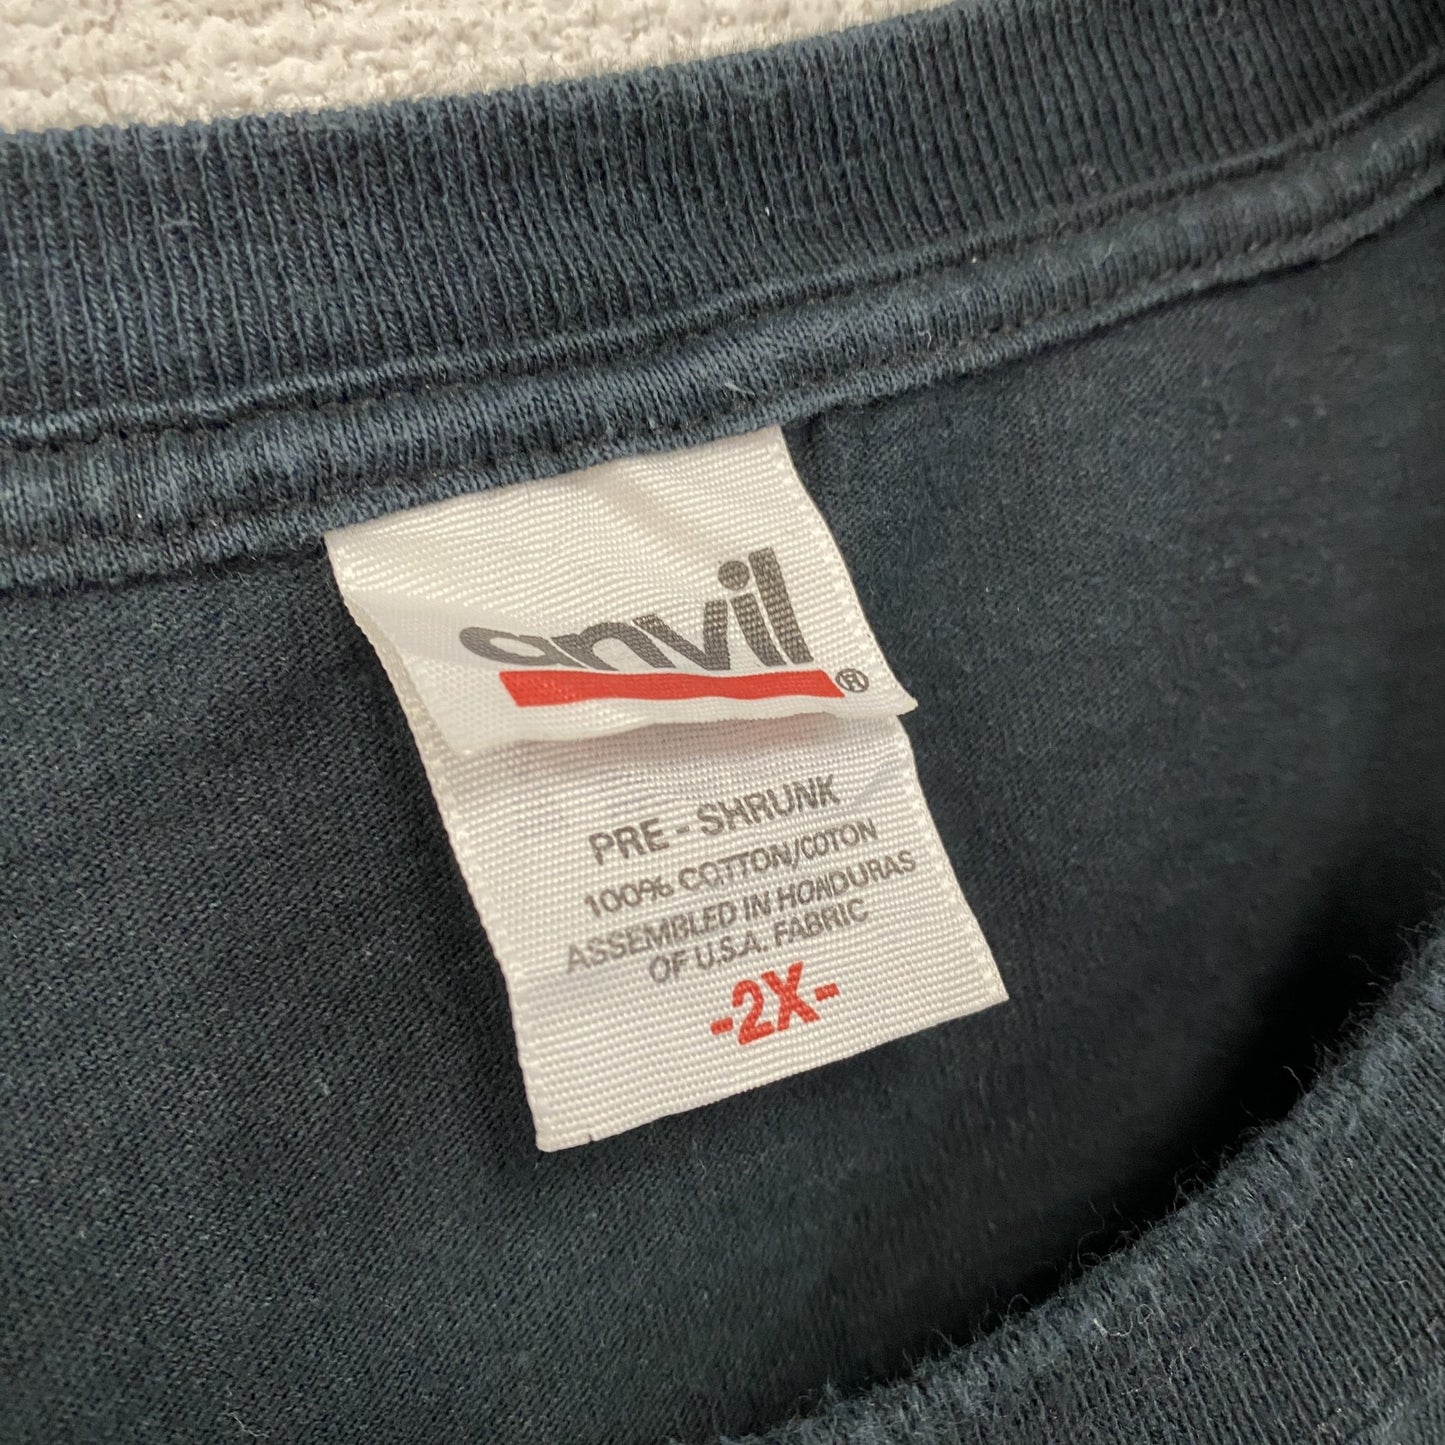 anvil®
PRE-SHRUNK
100% COTTON/COTON
ASSEMBLED IN HONDURAS
OF U.S.A. FABRIC
-2X-